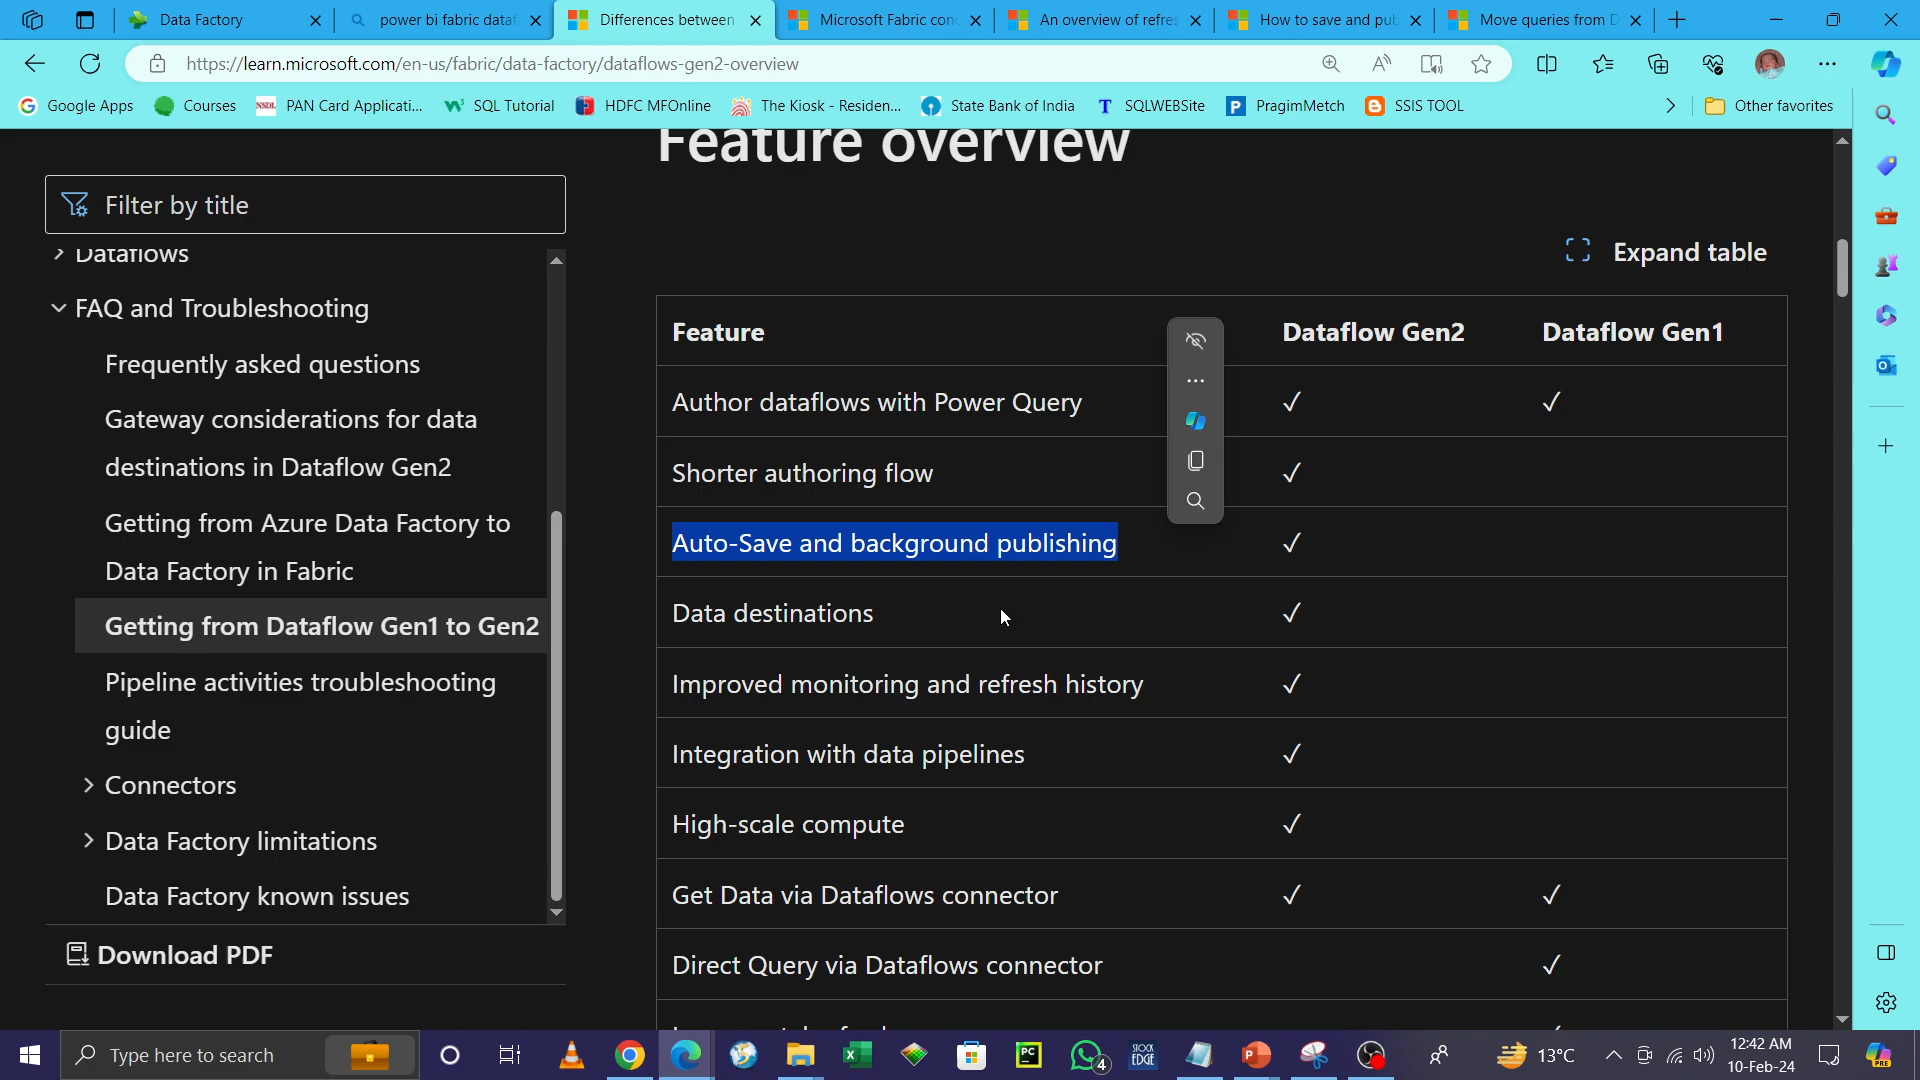 Data Factory
power bi fabric datafl
Differences between
Microsoft Fabric con
An overview of refre
How to save and pub
Move queries from D
https://learn.microsoft.com/en-us/fabric/data-factory/dataflows-gen2-overview
Google Apps
Courses
NSDL
PAN Card Applicati...
SQL Tutorial
HDFC MFOnline
The Kiosk - Residen...
State Bank of India
SQLWEBSite
PragimMetch
SSIS TOOL
Other favorites
Feature overview
Filter by title
Dataflows
FAQ and Troubleshooting
Frequently asked questions
Gateway considerations for data
destinations in Dataflow Gen2
Getting from Azure Data Factory to
Data Factory in Fabric
Getting from Dataflow Gen1 to Gen2
Pipeline activities troubleshooting
guide
Connectors
Data Factory limitations
Data Factory known issues
Download PDF
Expand table
Feature Dataflow Gen2 Dataflow Gen1
Author dataflows with Power Query ✓ ✓
Shorter authoring flow ✓
Auto-Save and background publishing ✓
Data destinations ✓
Improved monitoring and refresh history ✓
Integration with data pipelines ✓
High-scale compute ✓
Get Data via Dataflows connector ✓ ✓
Direct Query via Dataflows connector ✓
Type here to search
PC
4
STOCK
EDGE
13°C
12:42 AM
10-Feb-24
PRE